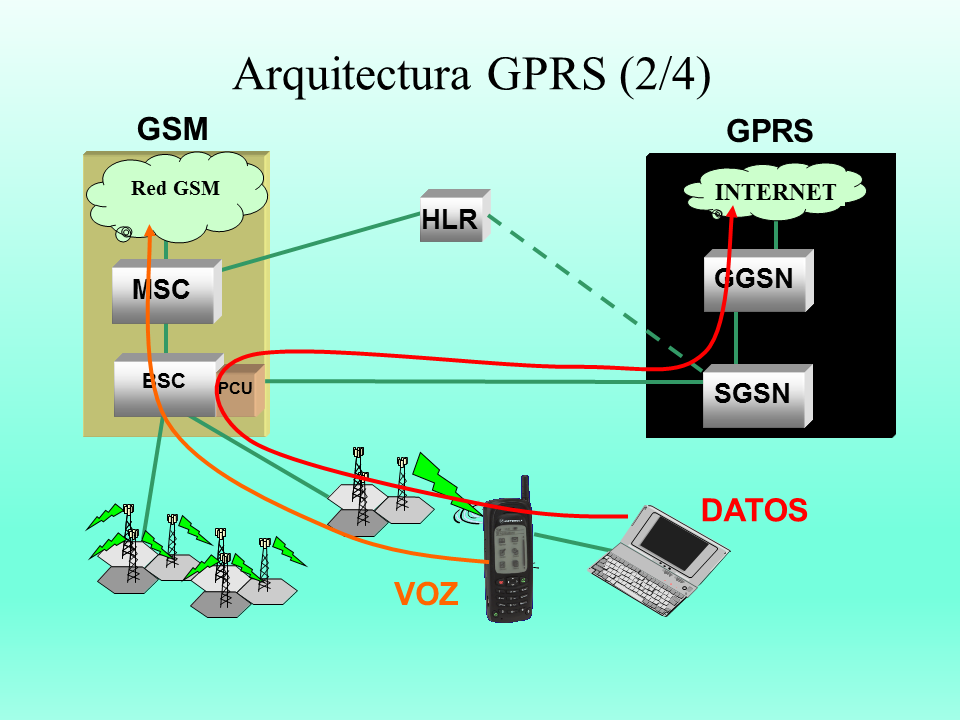 Arquitectura GPRS (2/4)
GSM
GPRS
Red GSM
INTERNET
HLR
MSC
GGSN
BSC
PCU
SGSN
DATOS
VOZ